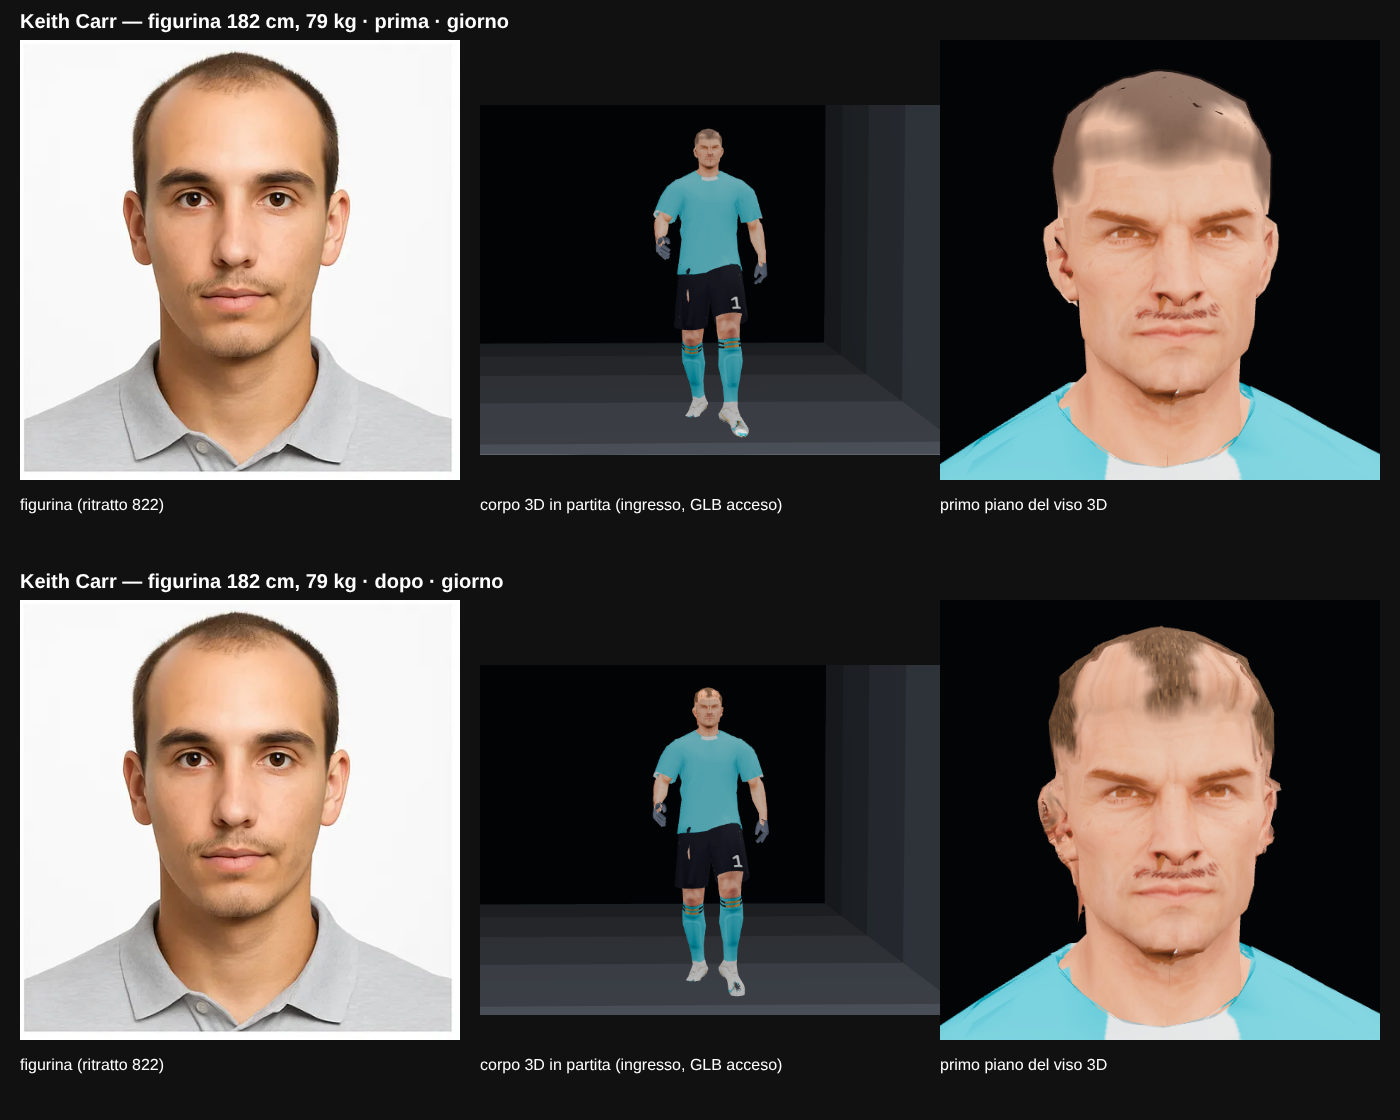 Keith Carr — figurina 182 cm, 79 kg · prima · giorno
1
figurina (ritratto 822)
corpo 3D in partita (ingresso, GLB acceso)
primo piano del viso 3D
Keith Carr — figurina 182 cm, 79 kg · dopo · giorno
1
figurina (ritratto 822)
corpo 3D in partita (ingresso, GLB acceso)
primo piano del viso 3D